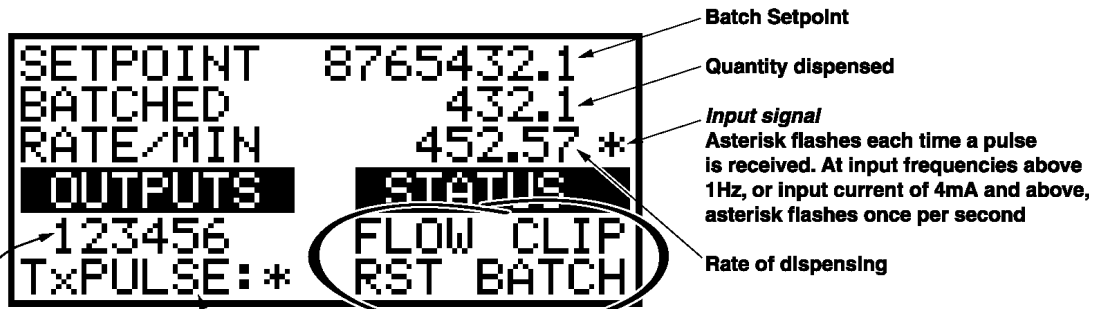 SETPOINT 8765432.1
BATCHED 432.1
RATE/MIN 452.57 *
OUTPUTS STATUS
123456 FLOW CLIP
TxPULSE:* RST BATCH
Batch Setpoint
Quantity dispensed
Input signal
Asterisk flashes each time a pulse
is received. At input frequencies above
1Hz, or input current of 4mA and above,
asterisk flashes once per second
Rate of dispensing